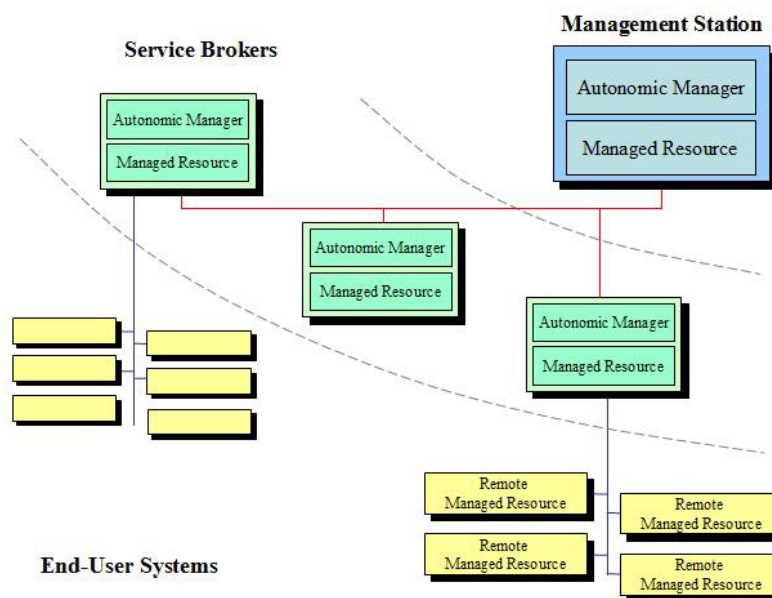 Management Station
Service Brokers
Autonomic Manager
Managed Resource
Autonomic Manager
Managed Resource
Autonomic Manager
Managed Resource
Autonomic Manager
Managed Resource
Remote
Managed Resource
Remote
Managed Resource
Remote
Managed Resource
Remote
Managed Resource
End-User Systems